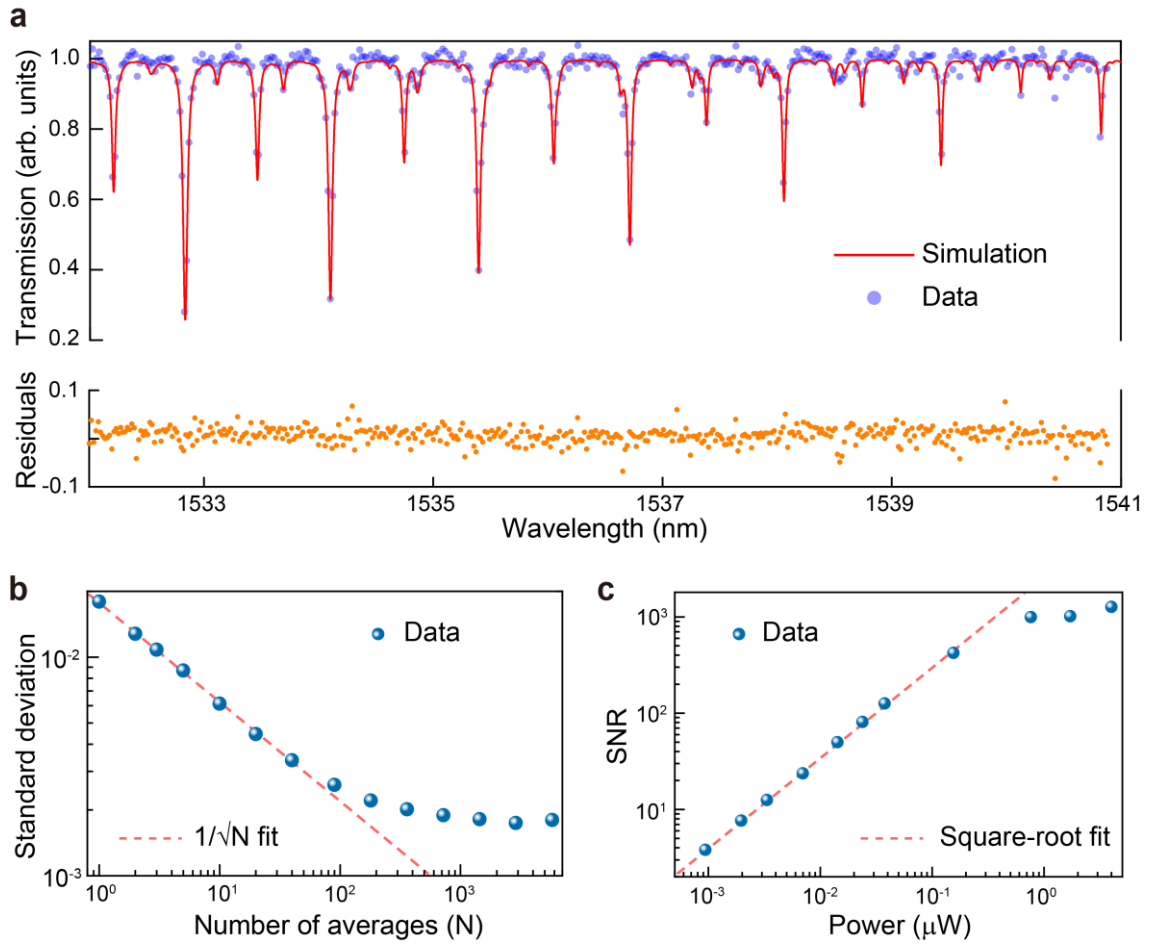 a
Transmission (arb. units)
1.0
0.8
0.6
0.4
0.2
Simulation
Data
Residuals
0.1
-0.1
1533 1535 1537 1539 1541
Wavelength (nm)
b
Standard deviation
10⁻²
10⁻³
Data
1/√N fit
10⁰ 10¹ 10² 10³
Number of averages (N)
c
SNR
10³
10²
10¹
Data
Square-root fit
10⁻³ 10⁻² 10⁻¹ 10⁰
Power (μW)